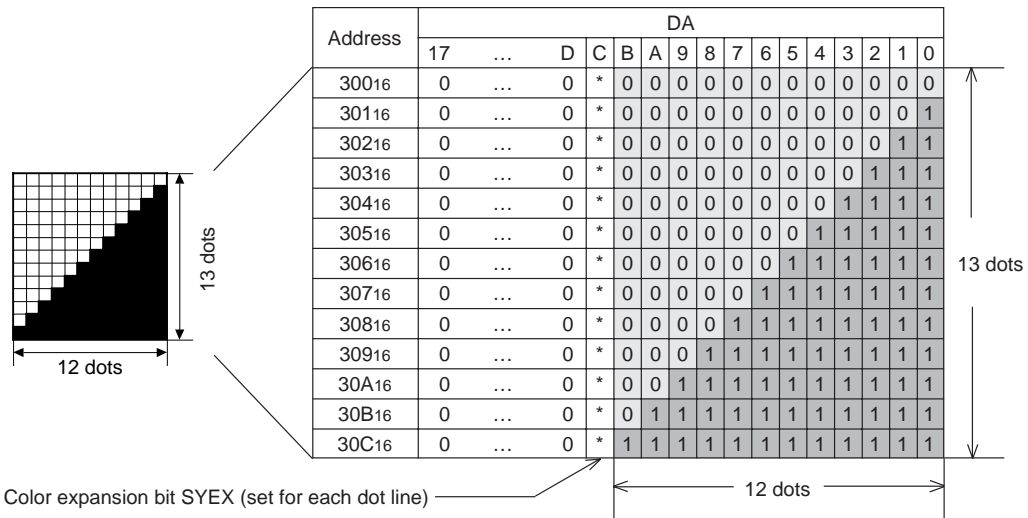 Address DA
17 … D C B A 9 8 7 6 5 4 3 2 1 0
30016 0 … 0 * 0 0 0 0 0 0 0 0 0 0 0 0
30116 0 … 0 * 0 0 0 0 0 0 0 0 0 0 0 1
30216 0 … 0 * 0 0 0 0 0 0 0 0 0 0 1 1
30316 0 … 0 * 0 0 0 0 0 0 0 0 0 1 1 1
30416 0 … 0 * 0 0 0 0 0 0 0 0 1 1 1 1
30516 0 … 0 * 0 0 0 0 0 0 0 1 1 1 1 1
30616 0 … 0 * 0 0 0 0 0 0 1 1 1 1 1 1
30716 0 … 0 * 0 0 0 0 0 1 1 1 1 1 1 1
30816 0 … 0 * 0 0 0 0 1 1 1 1 1 1 1 1
30916 0 … 0 * 0 0 0 1 1 1 1 1 1 1 1 1
30A16 0 … 0 * 0 0 1 1 1 1 1 1 1 1 1 1
30B16 0 … 0 * 0 1 1 1 1 1 1 1 1 1 1 1
30C16 0 … 0 * 1 1 1 1 1 1 1 1 1 1 1 1
13 dots
13 dots
12 dots
Color expansion bit SYEX (set for each dot line)
12 dots